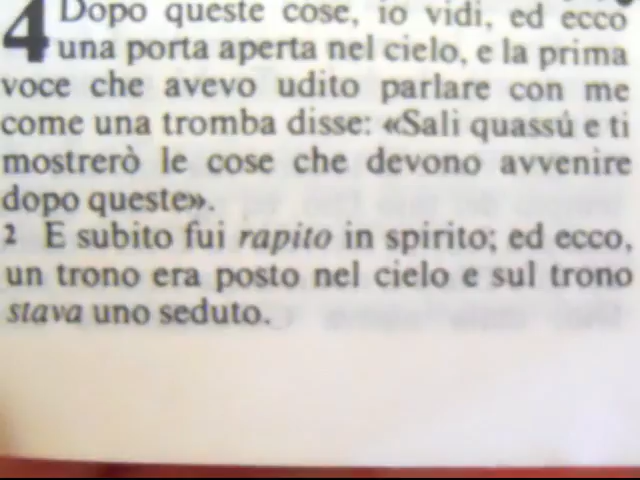 4 Dopo queste cose, io vidi, ed ecco
una porta aperta nel cielo, e la prima
voce che avevo udito parlare con me
come una tromba disse: «Sali quassú e ti
mostrerò le cose che devono avvenire
dopo queste».
2 E subito fui rapito in spirito; ed ecco,
un trono era posto nel cielo e sul trono
stava uno seduto.